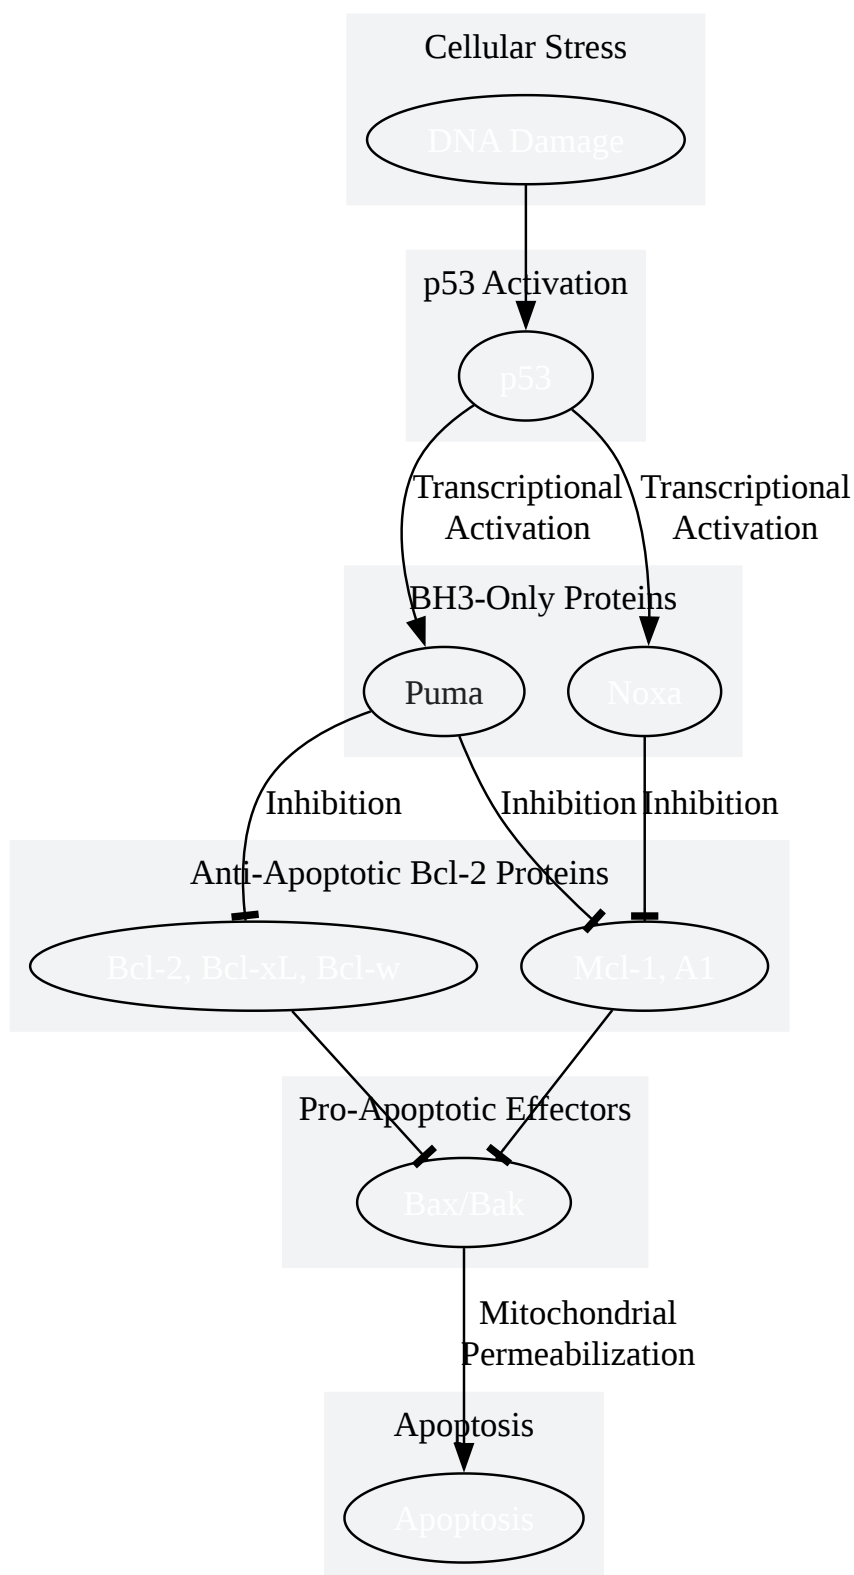 Cellular Stress
DNA Damage
p53 Activation
p53
Transcriptional
Activation
Transcriptional
Activation
BH3-Only Proteins
Puma
Noxa
Inhibition
Inhibition
Inhibition
Anti-Apoptotic Bcl-2 Proteins
Bcl-2, Bcl-xL, Bcl-w
Mcl-1, A1
Pro-Apoptotic Effectors
Bax/Bak
Mitochondrial
Permeabilization
Apoptosis
Apoptosis